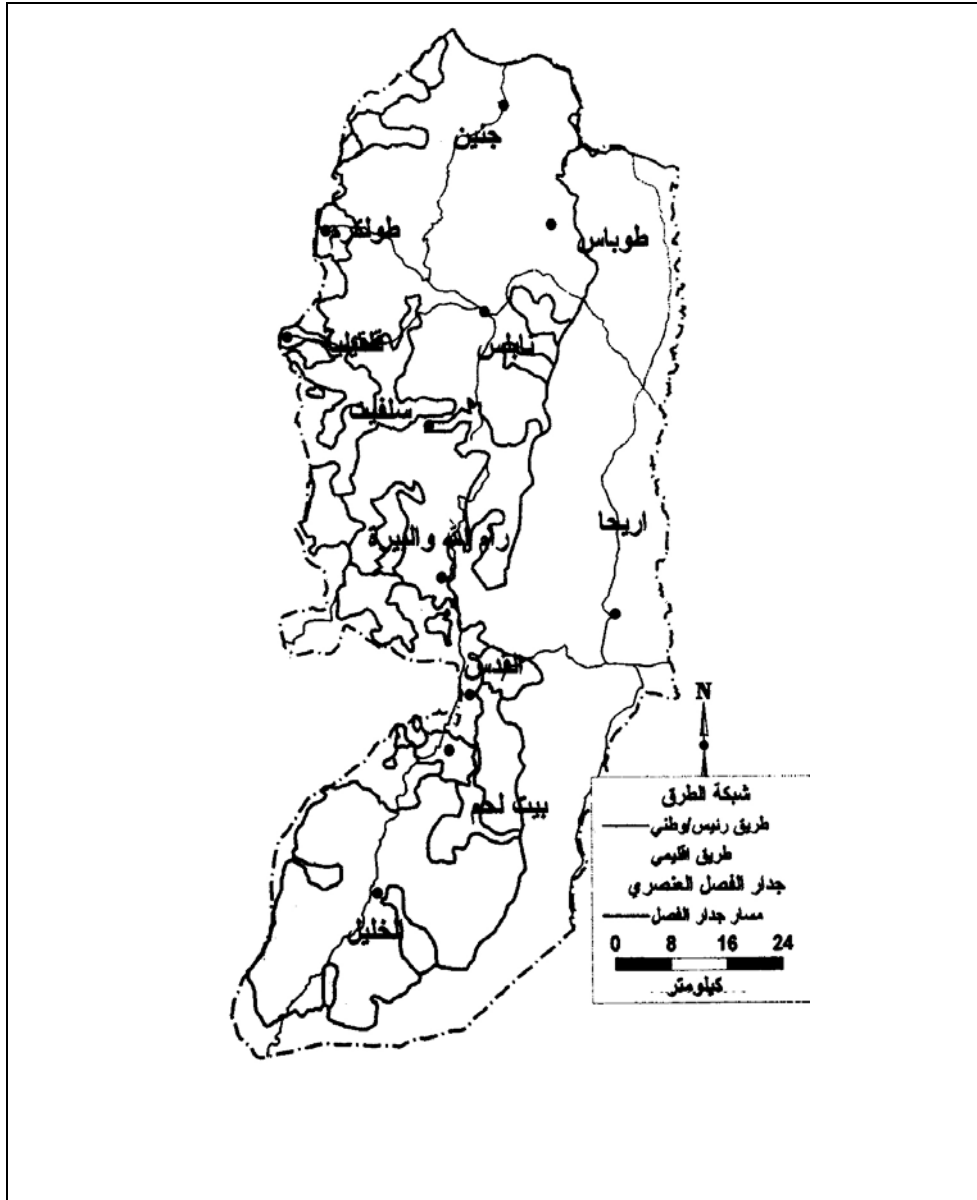 جنين
طولكرم
طوباس
قلقيلية
نابلس
سلفيت
اريحا
رام الله والبيرة
القدس
N
بيت لحم
الخليل
شبكة الطرق
طريق رئيس/وطني
طريق اقليمي
جدار الفصل العنصري
مسار جدار الفصل
0 8 16 24
كيلومتر